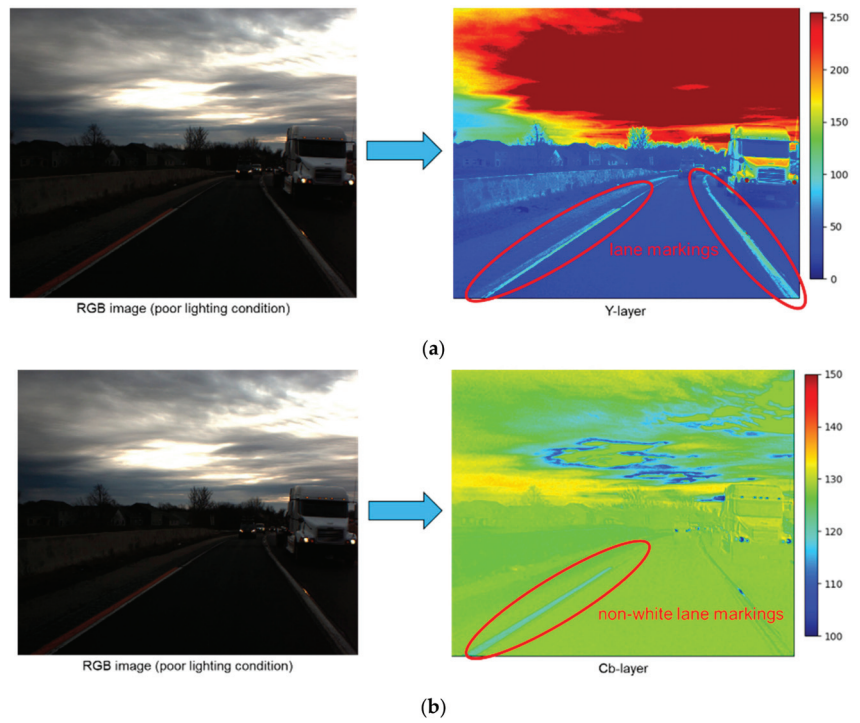 250
200
150
100
50
0
lane markings
RGB image (poor lighting condition)
Y-layer
(a)
150
140
130
120
110
100
non-white lane markings
RGB image (poor lighting condition)
Cb-layer
(b)